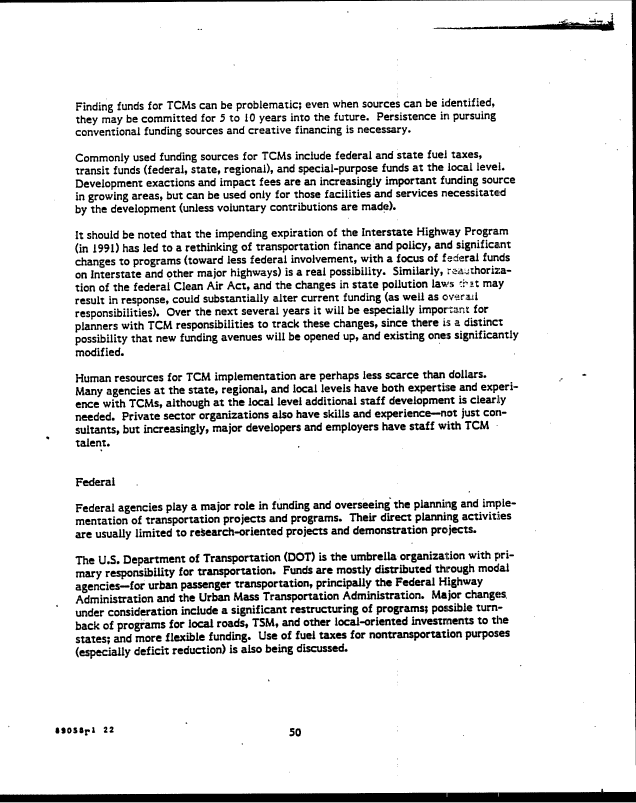 Finding funds for TCMs can be problematic; even when sources can be identified,
they may be committed for 5 to 10 years into the future. Persistence in pursuing
conventional funding sources and creative financing is necessary.
Commonly used funding sources for TCMs include federal and state fuel taxes,
transit funds (federal, state, regional), and special-purpose funds at the local level.
Development exactions and impact fees are an increasingly important funding source
in growing areas, but can be used only for those facilities and services necessitated
by the development (unless voluntary contributions are made).
It should be noted that the impending expiration of the Interstate Highway Program
(in 1991) has led to a rethinking of transportation finance and policy, and significant
changes to programs (toward less federal involvement, with a focus of federal funds
on Interstate and other major highways) is a real possibility. Similarly, reauthoriza-
tion of the federal Clean Air Act, and the changes in state pollution laws that may
result in response, could substantially alter current funding (as well as overall
responsibilities). Over the next several years it will be especially important for
planners with TCM responsibilities to track these changes, since there is a distinct
possibility that new funding avenues will be opened up, and existing ones significantly
modified.
Human resources for TCM implementation are perhaps less scarce than dollars.
Many agencies at the state, regional, and local levels have both expertise and experi-
ence with TCMs, although at the local level additional staff development is clearly
needed. Private sector organizations also have skills and experience—not just con-
sultants, but increasingly, major developers and employers have staff with TCM
talent.
Federal
Federal agencies play a major role in funding and overseeing the planning and imple-
mentation of transportation projects and programs. Their direct planning activities
are usually limited to research-oriented projects and demonstration projects.
The U.S. Department of Transportation (DOT) is the umbrella organization with pri-
mary responsibility for transportation. Funds are mostly distributed through modal
agencies—for urban passenger transportation, principally the Federal Highway
Administration and the Urban Mass Transportation Administration. Major changes
under consideration include a significant restructuring of programs; possible turn-
back of programs for local roads, TSM, and other local-oriented investments to the
states; and more flexible funding. Use of fuel taxes for nontransportation purposes
(especially deficit reduction) is also being discussed.
89058r1 22
50